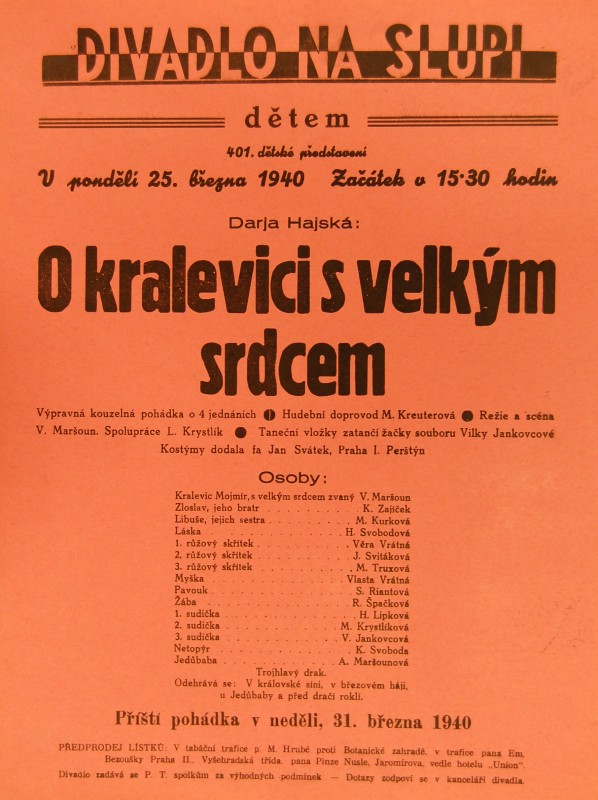 DIVADLO NA SLUPI
dětem
401. dětské představení
V pondělí 25. března 1940 Začátek v 15·30 hodin
Darja Hajská:
O kralevici s velkým
srdcem
Výpravná kouzelná pohádka o 4 jednáních ● Hudební doprovod M. Kreuterová ● Režie a scéna
V. Maršoun. Spolupráce L. Krystlík ● Taneční vložky zatančí žačky souboru Vilky Jankovcové
Kostýmy dodala fa Jan Svátek, Praha I. Perštýn
Osoby:
Kralevic Mojmír, s velkým srdcem zvaný V. Maršoun
Zloslav, jeho bratr . . . . . . . . . K. Zajíček
Libuše, jejich sestra . . . . . . . . . M. Kurková
Láska . . . . . . . . . . . . . . . H. Svobodová
1. růžový skřítek . . . . . . . . . . Věra Vrátná
2. růžový skřítek . . . . . . . . . . J. Svitáková
3. růžový skřítek . . . . . . . . . . M. Truxová
Myška . . . . . . . . . . . . . . . Vlasta Vrátná
Pavouk . . . . . . . . . . . . . . . S. Riantová
Žába . . . . . . . . . . . . . . . R. Špačková
1. sudička . . . . . . . . . . . . . H. Lipková
2. sudička . . . . . . . . . . . . . M. Krystlíková
3. sudička . . . . . . . . . . . . . V. Jankovcová
Netopýr . . . . . . . . . . . . . . K. Svoboda
Jedůbaba . . . . . . . . . . . . . A. Maršounová
Trojhlavý drak.
Odehrává se: V královské síni, v březovém háji,
u Jedůbaby a před dračí roklí.
Příští pohádka v neděli, 31. března 1940
PŘEDPRODEJ LÍSTKŮ: V tabáční trafice p. M. Hrubé proti Botanické zahradě, v trafice pana Em.
Bezoušky Praha II., Vyšehradská třída, pana Pinze Nusle, Jaromírova, vedle hotelu „Union".
Divadlo zadává se P. T. spolkům za výhodných podmínek — Dotazy zodpoví se v kanceláři divadla.